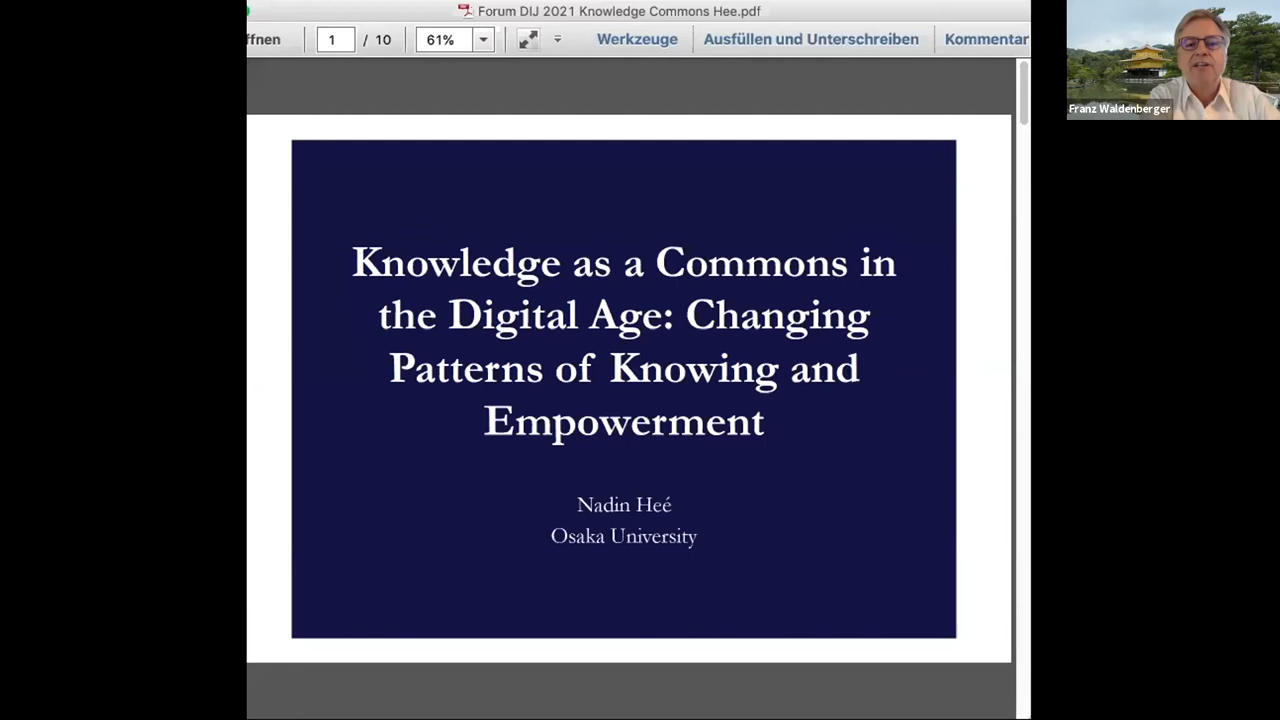 Forum DIJ 2021 Knowledge Commons Hee.pdf
ffnen
1 / 10
61%
Werkzeuge
Ausfüllen und Unterschreiben
Kommentar
Franz Waldenberger
Knowledge as a Commons in
the Digital Age: Changing
Patterns of Knowing and
Empowerment
Nadin Heé
Osaka University